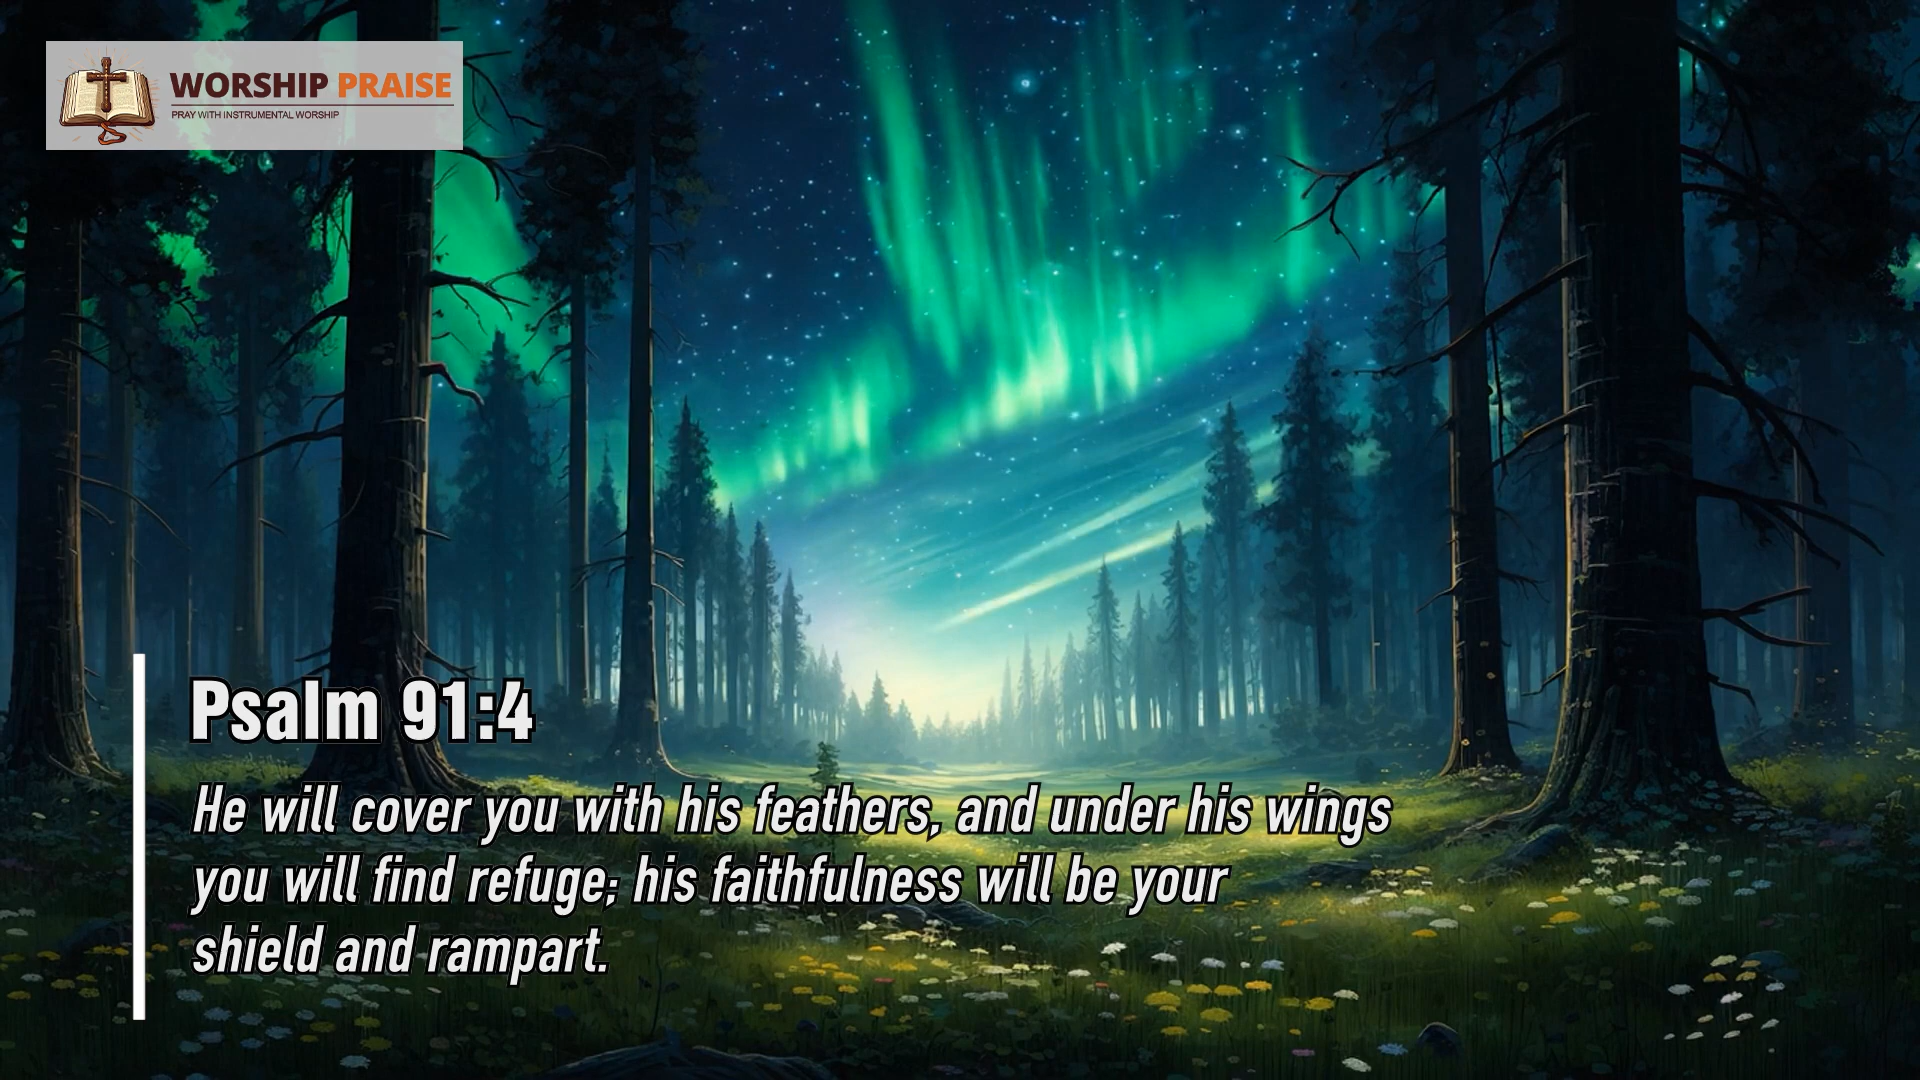 WORSHIP PRAISE
PRAY WITH INSTRUMENTAL WORSHIP
Psalm 91:4
He will cover you with his feathers, and under his wings
you will find refuge; his faithfulness will be your
shield and rampart.